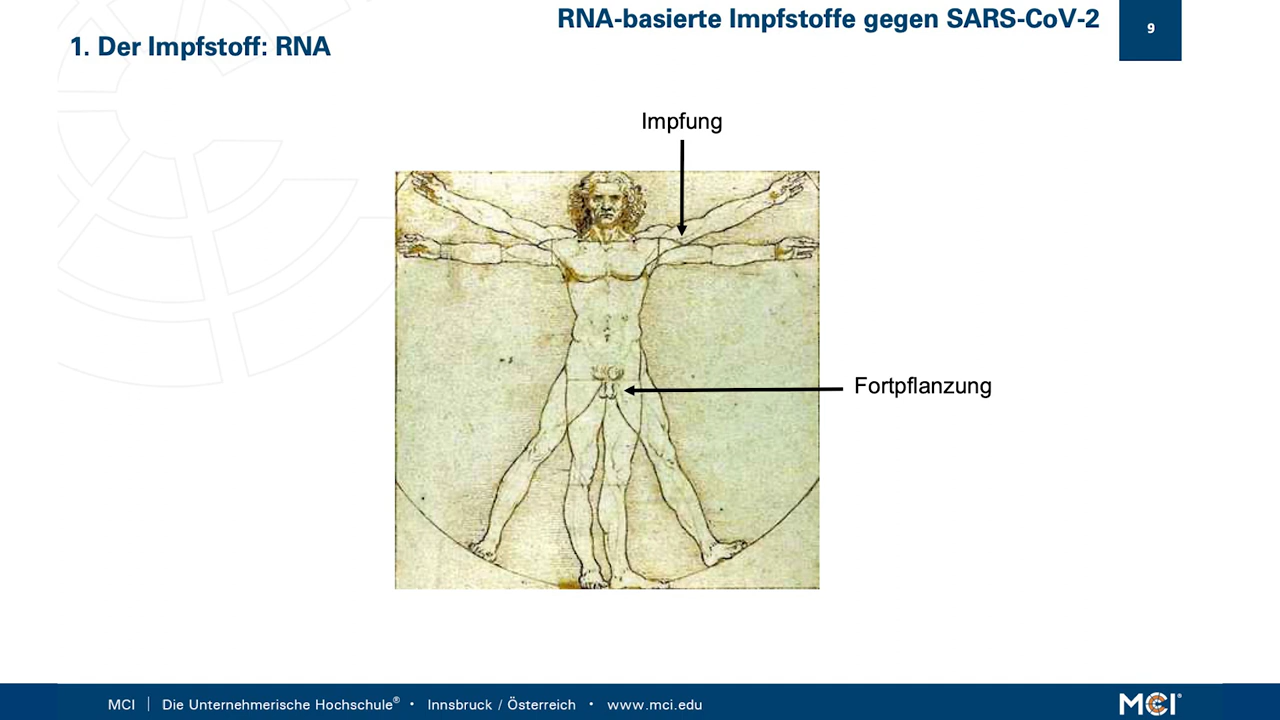 RNA-basierte Impfstoffe gegen SARS-CoV-2
9
1. Der Impfstoff: RNA
Impfung
Fortpflanzung
MCI | Die Unternehmerische Hochschule® • Innsbruck / Österreich • www.mci.edu
MCI®